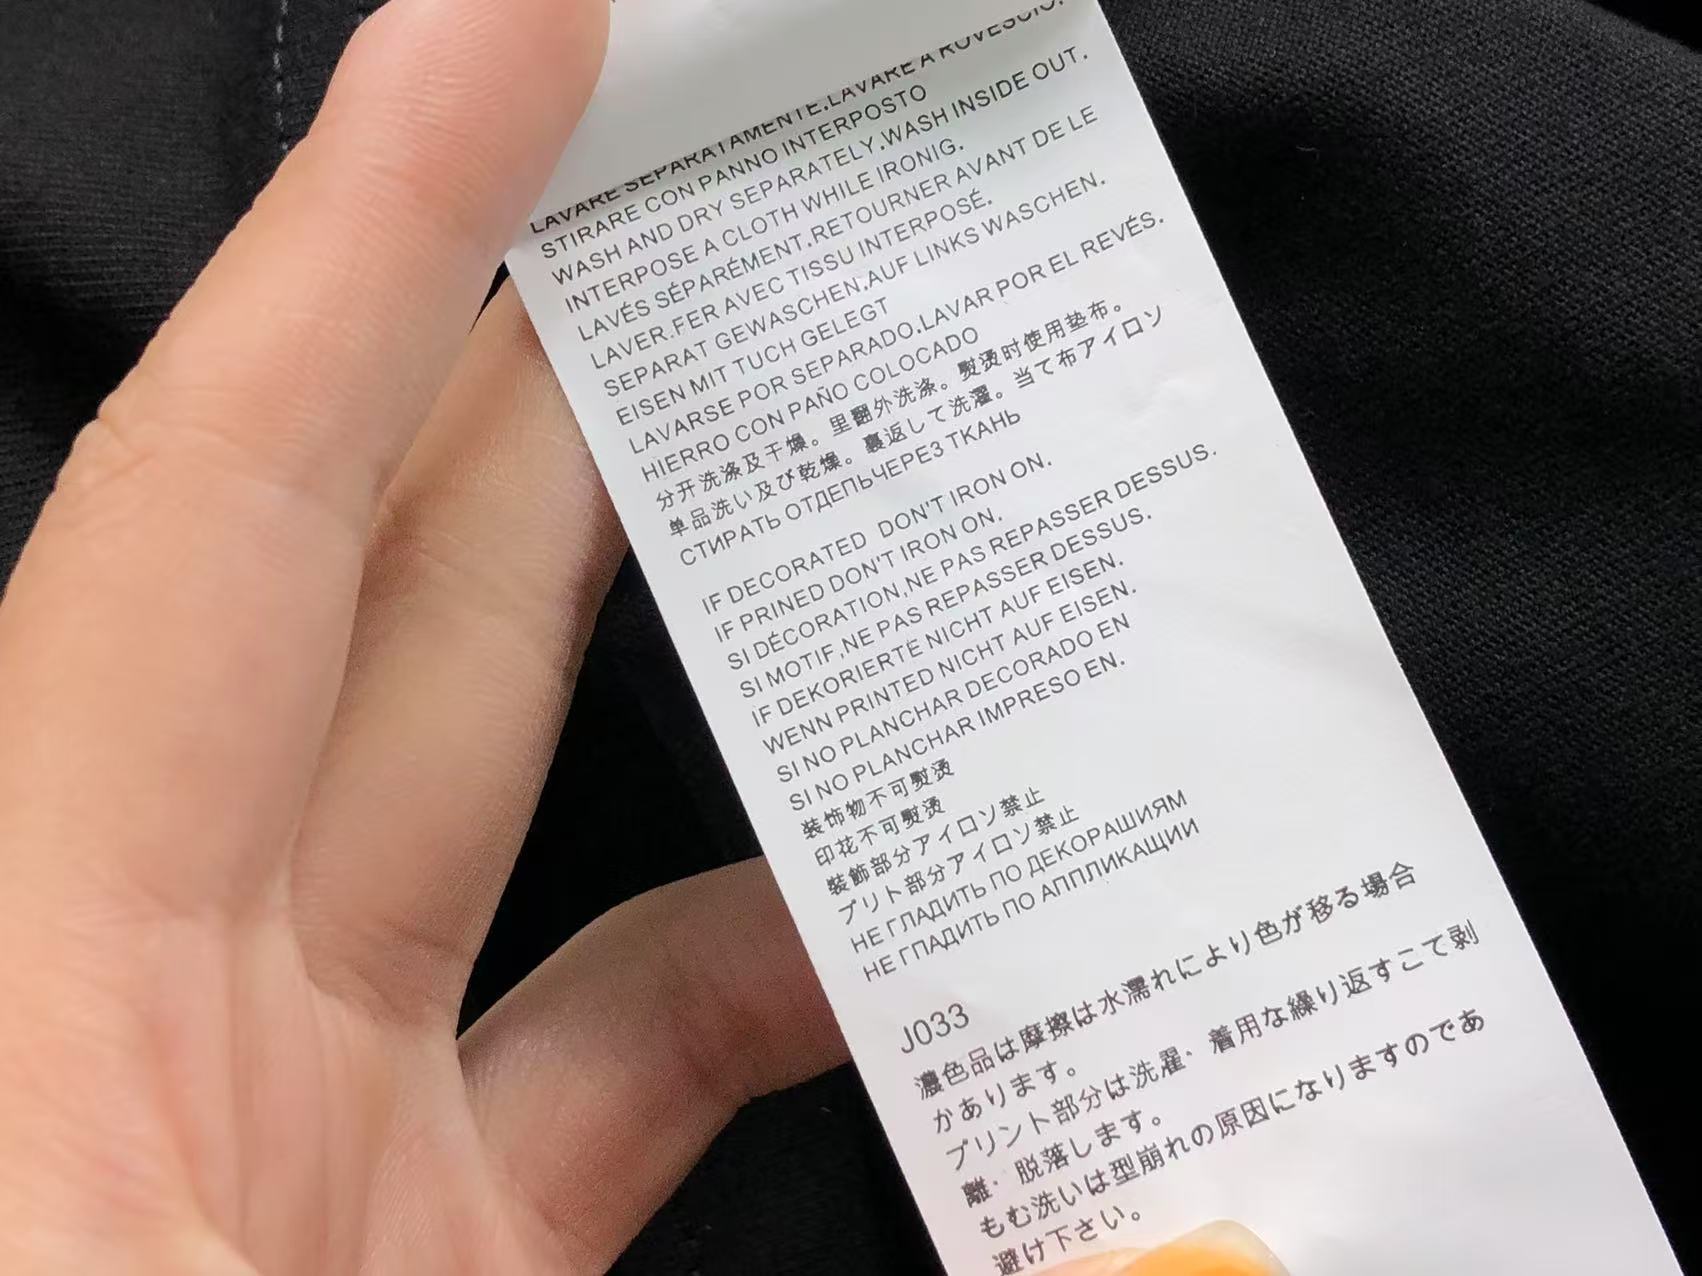 LAVARE SEPARATAMENTE.LAVARE A ROVESCIO.
STIRARE CON PANNO INTERPOSTO
WASH AND DRY SEPARATELY.WASH INSIDE OUT.
INTERPOSE A CLOTH WHILE IRONIG.
LAVÉS SÉPARÉMENT.RETOURNER AVANT DE LE
LAVER.FER AVEC TISSU INTERPOSÉ.
SEPARAT GEWASCHEN.AUF LINKS WASCHEN.
EISEN MIT TUCH GELEGT
LAVARSE POR SEPARADO.LAVAR POR EL REVÉS.
HIERRO CON PAÑO COLOCADO
分开洗涤及干燥。里翻外洗涤。熨烫时使用垫布。
单品洗い及び乾燥。裏返して洗濯。当て布アイロソ
СТИРАТЬ ОТДЕПЬЧЕРЕЗ ТКАНЬ
IF DECORATED DON'T IRON ON.
IF PRINED DON'T IRON ON.
SI DÉCORATION,NE PAS REPASSER DESSUS.
SI MOTIF,NE PAS REPASSER DESSUS.
IF DEKORIERTE NICHT AUF EISEN.
WENN PRINTED NICHT AUF EISEN.
SI NO PLANCHAR DECORADO EN
SI NO PLANCHAR IMPRESO EN.
装饰物不可熨烫
印花不可熨烫
装飾部分アイロソ禁止
プリト部分アイロソ禁止
НЕ ГЛАДИТЬ ПО ДЕКОРАШИЯМ
НЕ ГПАДИТЬ ПО АППЛИКАЩИИ
J033
濃色品は摩擦は水濡れにより色が移る場合
かあります。
プリント部分は洗濯·着用な繰り返すこて剥
離·脱落します。
もむ洗いは型崩れの原因になりますのであ
避け下さい。